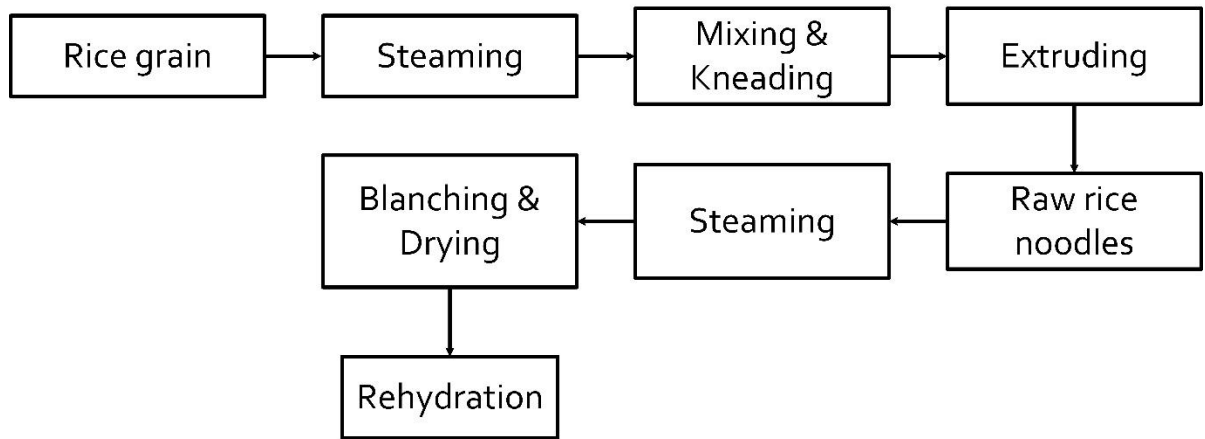 Rice grain
Steaming
Mixing &
Kneading
Extruding
Raw rice
noodles
Steaming
Blanching &
Drying
Rehydration